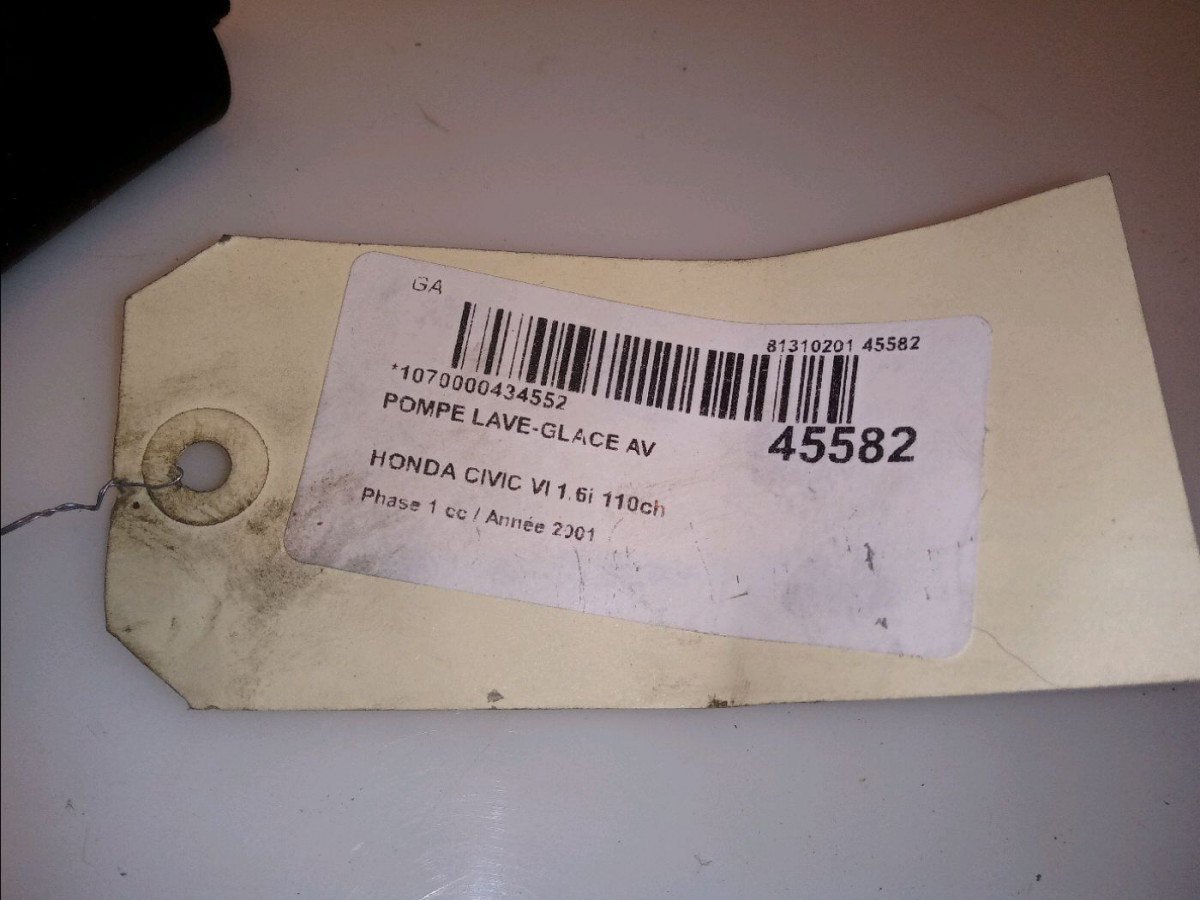 GA
81310201 45582
*1070000434552
POMPE LAVE-GLACE AV
45582
HONDA CIVIC VI 1.6i 110ch
Phase 1 cc / Année 2001